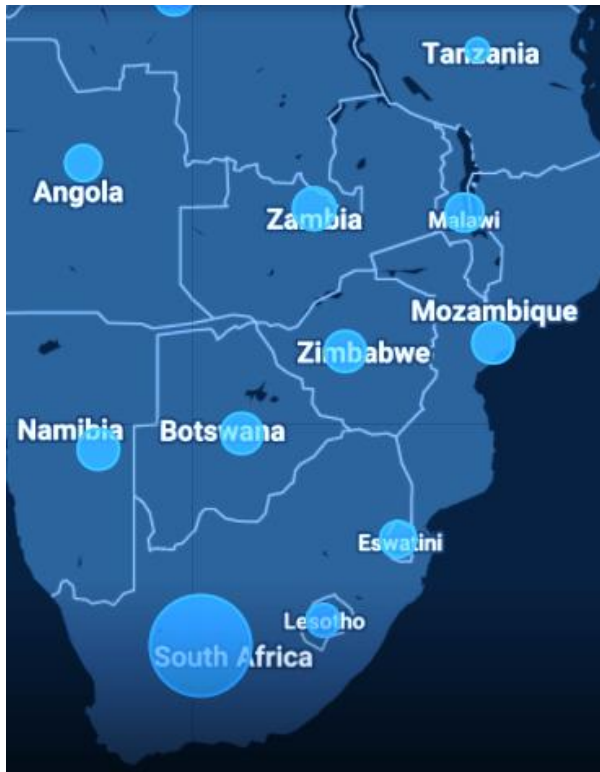 Tanzania
Angola
Zambia
Malawi
Mozambique
Zimbabwe
Namibia
Botswana
Eswatini
Lesotho
South Africa